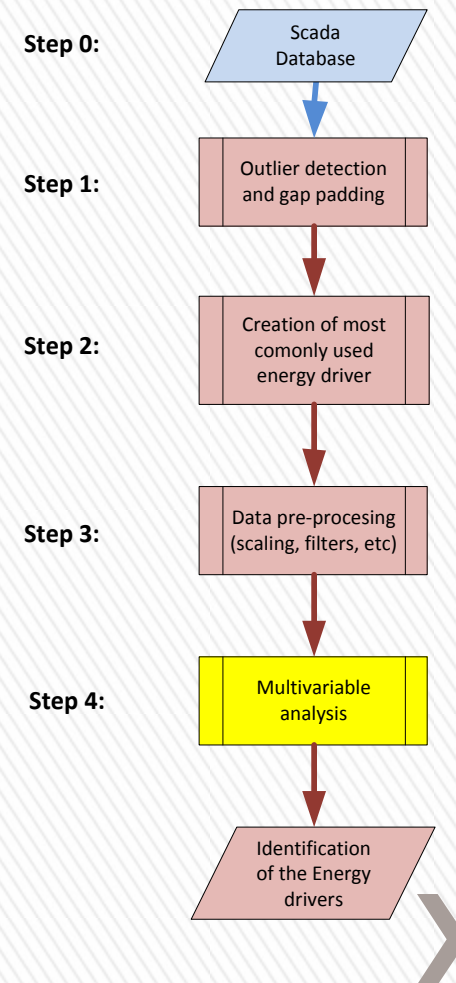 Step 0:
Scada
Database
Step 1:
Outlier detection
and gap padding
Step 2:
Creation of most
comonly used
energy driver
Step 3:
Data pre-procesing
(scaling, filters, etc)
Step 4:
Multivariable
analysis
Identification
of the Energy
drivers